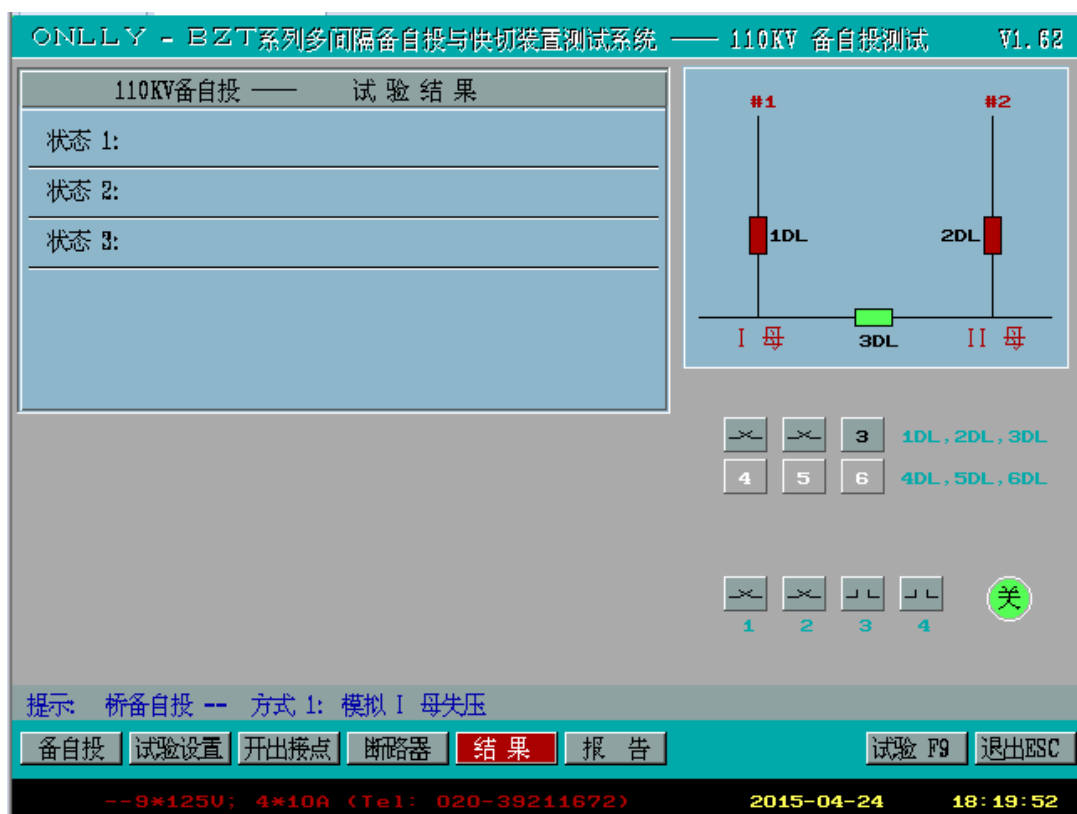 ONLLY - BZT系列多间隔备自投与快切装置测试系统 —— 110KV 备自投测试 V1.62
110KV备自投 —— 试 验 结 果
状态 1:
状态 2:
状态 3:
#1 #2
1DL 2DL
I 母 3DL II 母
3 1DL,2DL,3DL
4 5 6 4DL,5DL,6DL
关
1 2 3 4
提示: 桥备自投 -- 方式 1: 模拟 I 母失压
备自投 试验设置 开出接点 断路器 结 果 报 告 试验 F9 退出ESC
--9*125V; 4*10A (Tel: 020-39211672) 2015-04-24 18:19:52